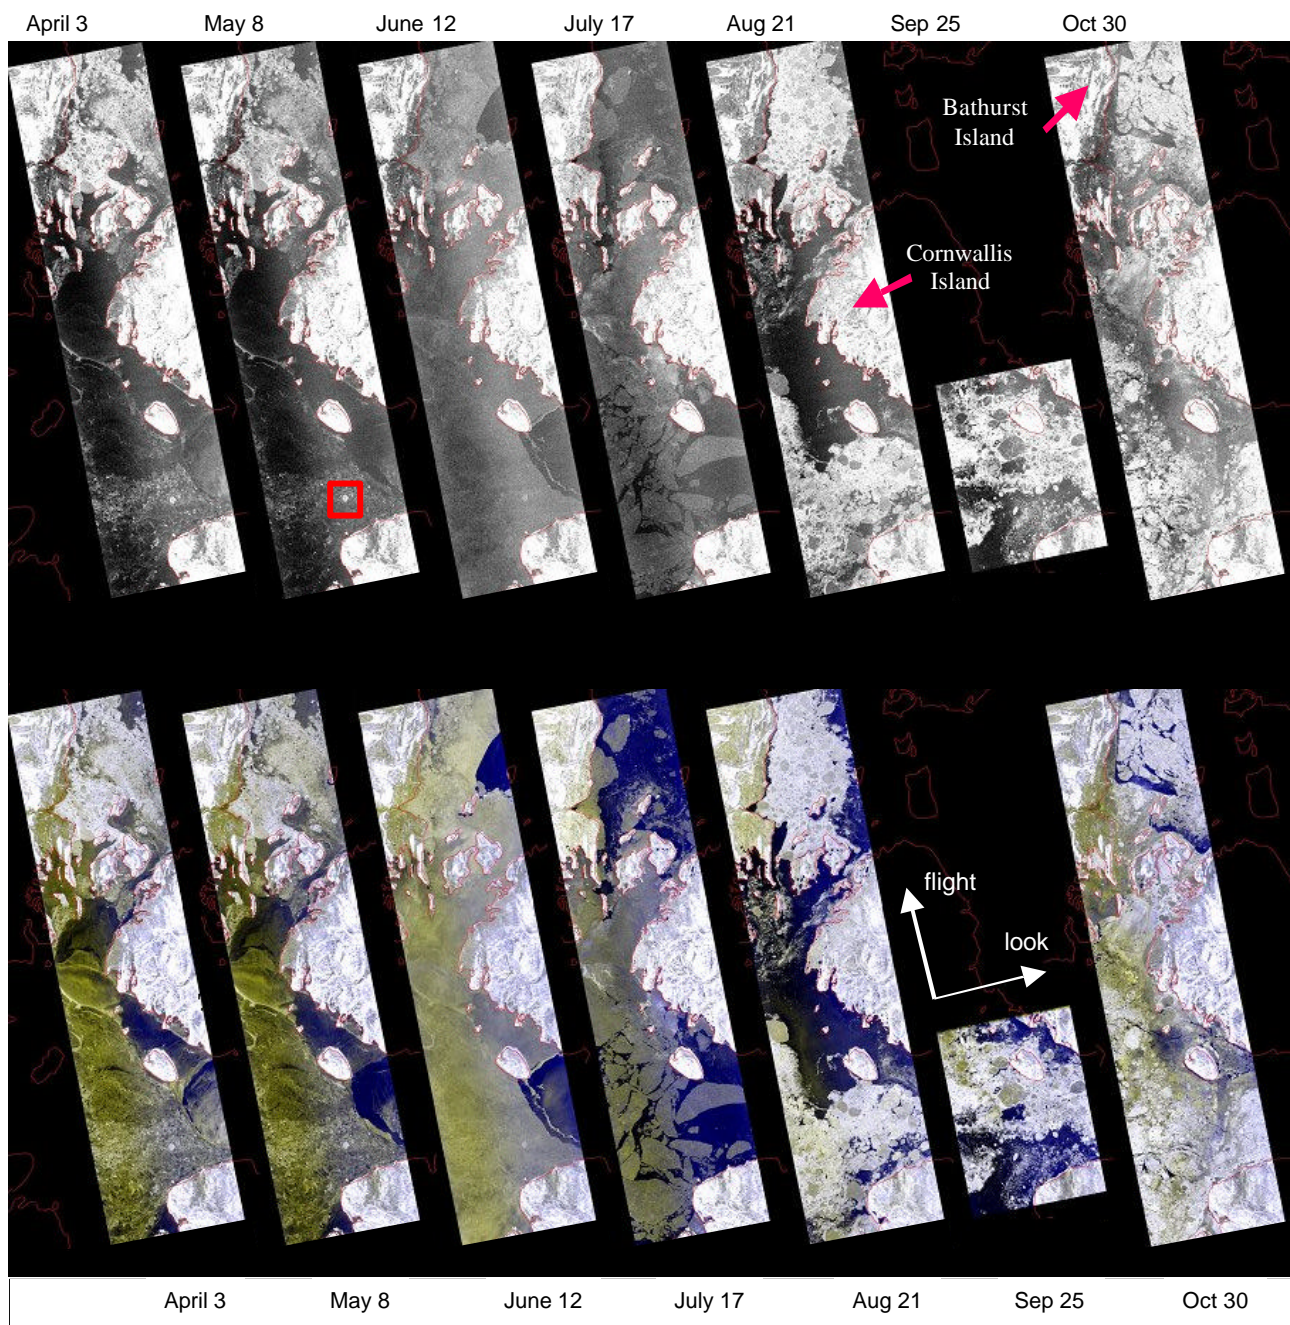 April 3 May 8 June 12 July 17 Aug 21 Sep 25 Oct 30
Bathurst
Island
Cornwallis
Island
flight
look
April 3 May 8 June 12 July 17 Aug 21 Sep 25 Oct 30